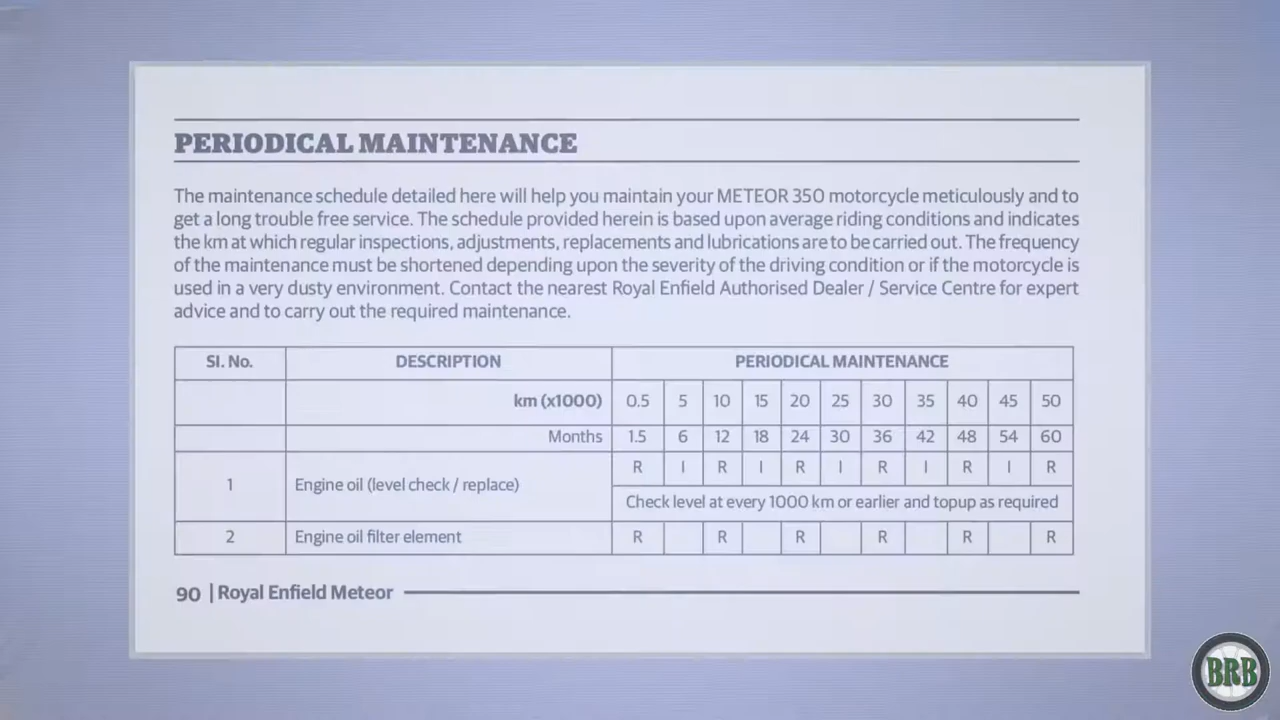 PERIODICAL MAINTENANCE
The maintenance schedule detailed here will help you maintain your METEOR 350 motorcycle meticulously and to
get a long trouble free service. The schedule provided herein is based upon average riding conditions and indicates
the km at which regular inspections, adjustments, replacements and lubrications are to be carried out. The frequency
of the maintenance must be shortened depending upon the severity of the driving condition or if the motorcycle is
used in a very dusty environment. Contact the nearest Royal Enfield Authorised Dealer / Service Centre for expert
advice and to carry out the required maintenance.
Sl. No. DESCRIPTION PERIODICAL MAINTENANCE
km (x1000) 0.5 5 10 15 20 25 30 35 40 45 50
Months 1.5 6 12 18 24 30 36 42 48 54 60
1 Engine oil (level check / replace) R I R I R I R I R I R
Check level at every 1000 km or earlier and topup as required
2 Engine oil filter element R R R R R R
90 | Royal Enfield Meteor
BRB